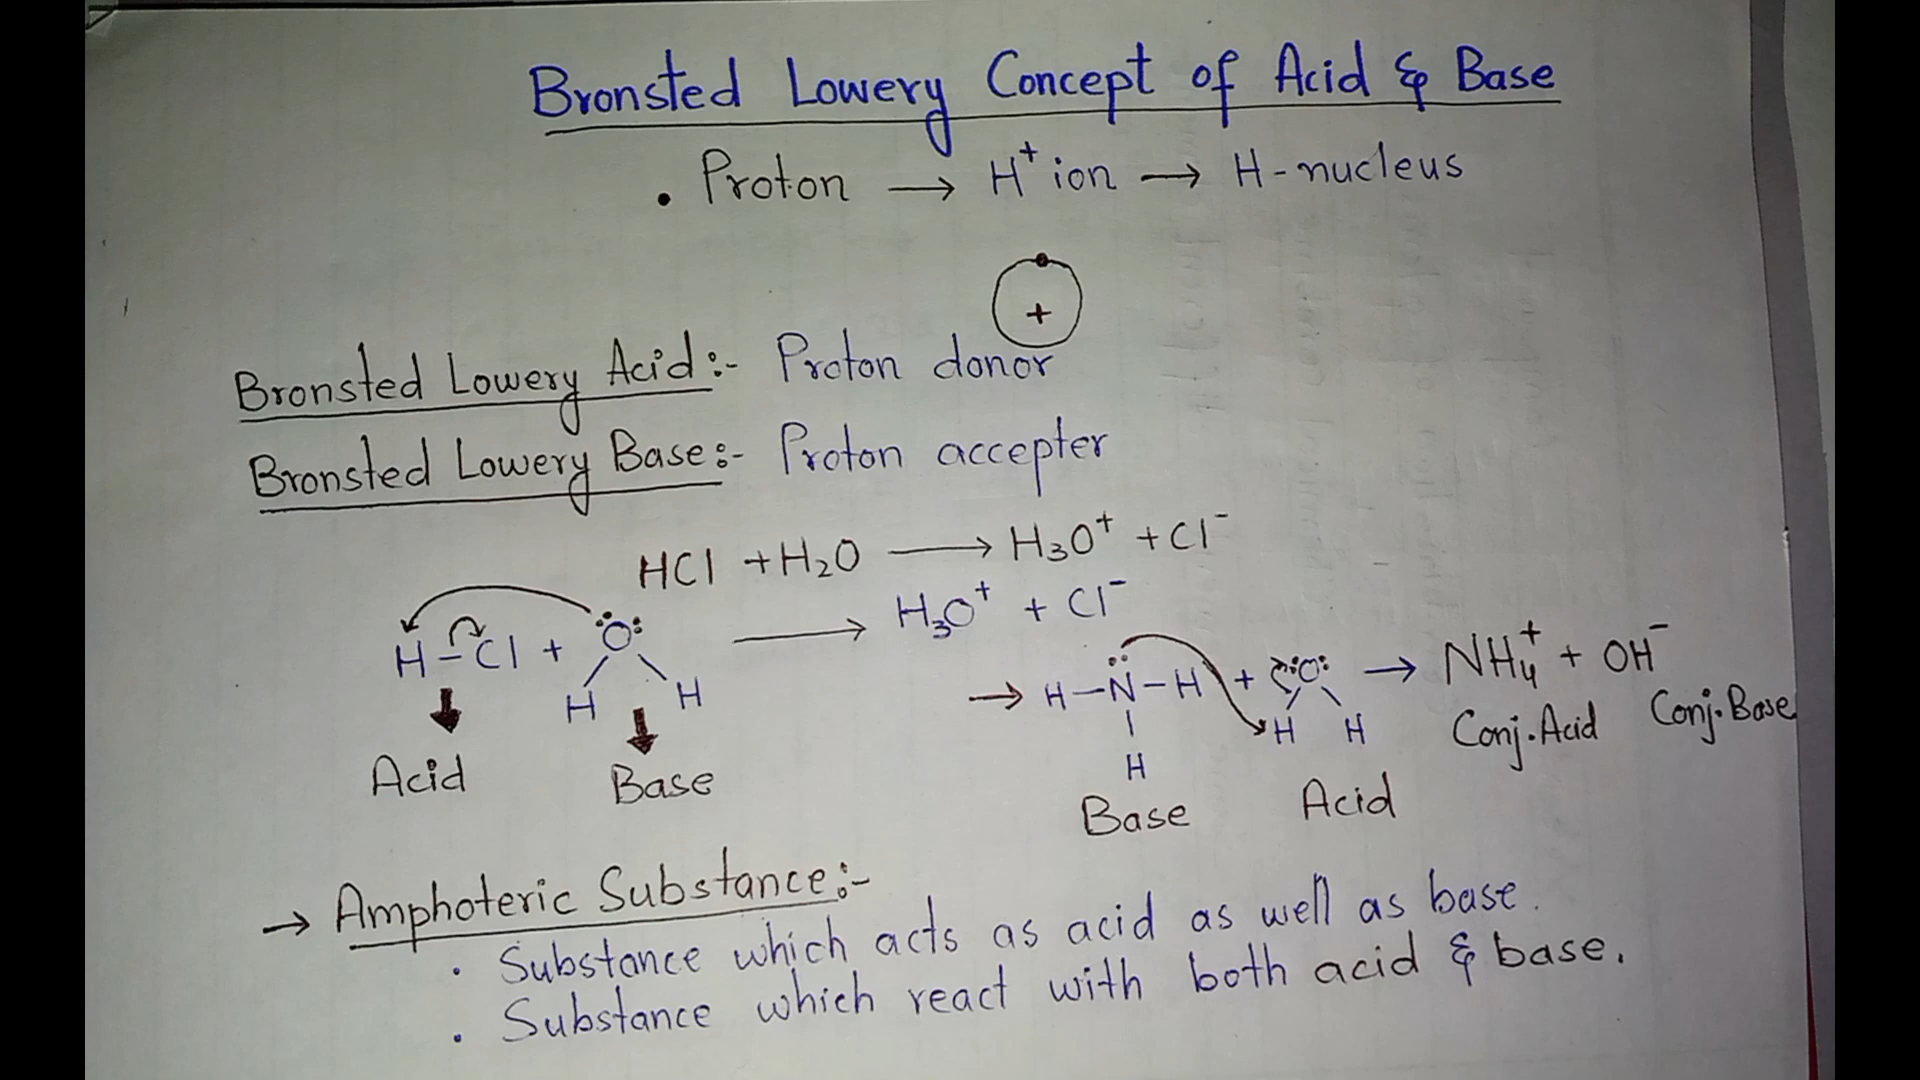 Bronsted Lowery Concept of Acid & Base
• Proton → H⁺ ion → H-nucleus
+
Bronsted Lowery Acid:- Proton donor
Bronsted Lowery Base:- Proton accepter
HCl + H₂O → H₃O⁺ + Cl⁻
H-Cl + O → H₃O⁺ + Cl⁻
H H
Acid Base
→ H-N-H + O → NH₄⁺ + OH⁻
H H H
Conj. Acid Conj. Base
Base Acid
→ Amphoteric Substance:-
• Substance which acts as acid as well as base.
• Substance which react with both acid & base.